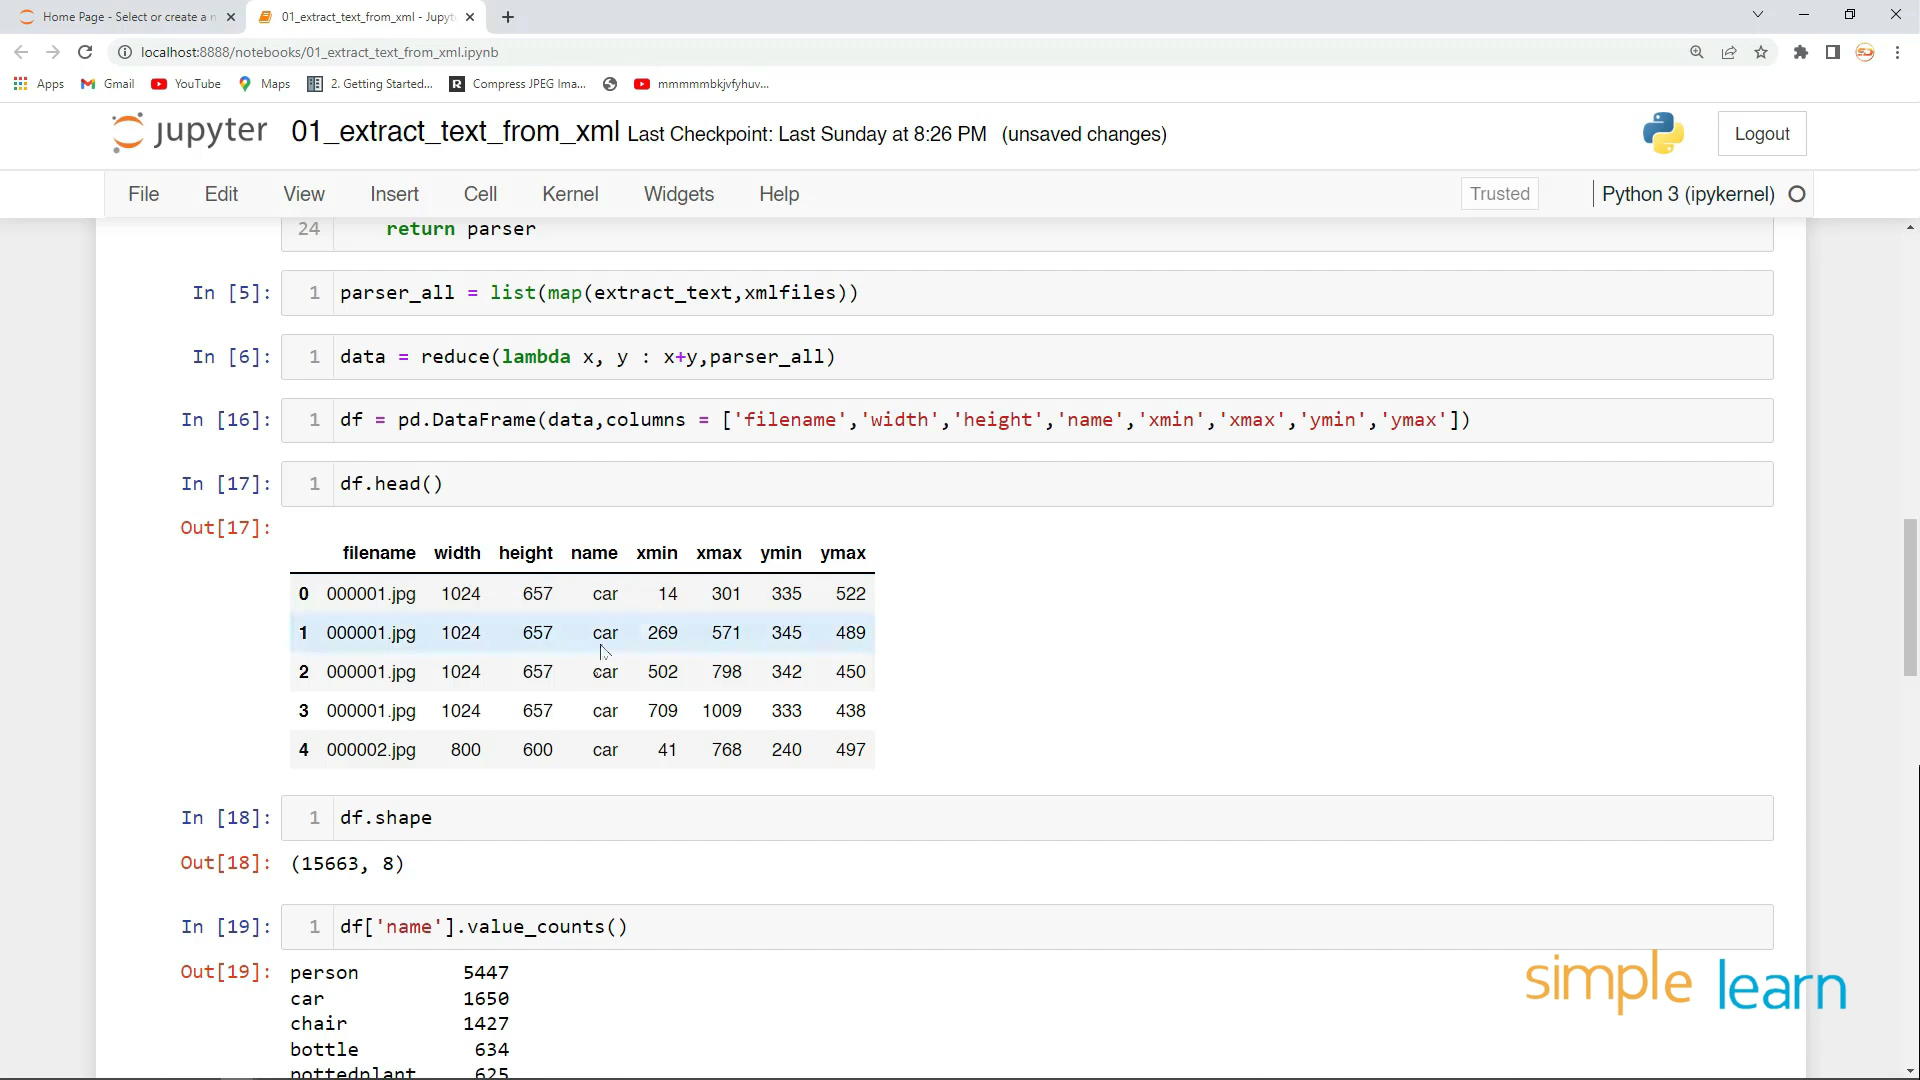 Home Page - Select or create a n
01_extract_text_from_xml - Jupyt
localhost:8888/notebooks/01_extract_text_from_xml.ipynb
Apps Gmail YouTube Maps 2. Getting Started... Compress JPEG Ima... mmmmmbkjvfyhuv...
jupyter 01_extract_text_from_xml Last Checkpoint: Last Sunday at 8:26 PM (unsaved changes) Logout
File Edit View Insert Cell Kernel Widgets Help Trusted Python 3 (ipykernel)
24 return parser
In [5]: 1 parser_all = list(map(extract_text,xmlfiles))
In [6]: 1 data = reduce(lambda x, y : x+y,parser_all)
In [16]: 1 df = pd.DataFrame(data,columns = ['filename','width','height','name','xmin','xmax','ymin','ymax'])
In [17]: 1 df.head()
Out[17]:
filename width height name xmin xmax ymin ymax
0 000001.jpg 1024 657 car 14 301 335 522
1 000001.jpg 1024 657 car 269 571 345 489
2 000001.jpg 1024 657 car 502 798 342 450
3 000001.jpg 1024 657 car 709 1009 333 438
4 000002.jpg 800 600 car 41 768 240 497
In [18]: 1 df.shape
Out[18]: (15663, 8)
In [19]: 1 df['name'].value_counts()
Out[19]: person 5447
car 1650
chair 1427
bottle 634
pottedplant 625
simplelearn